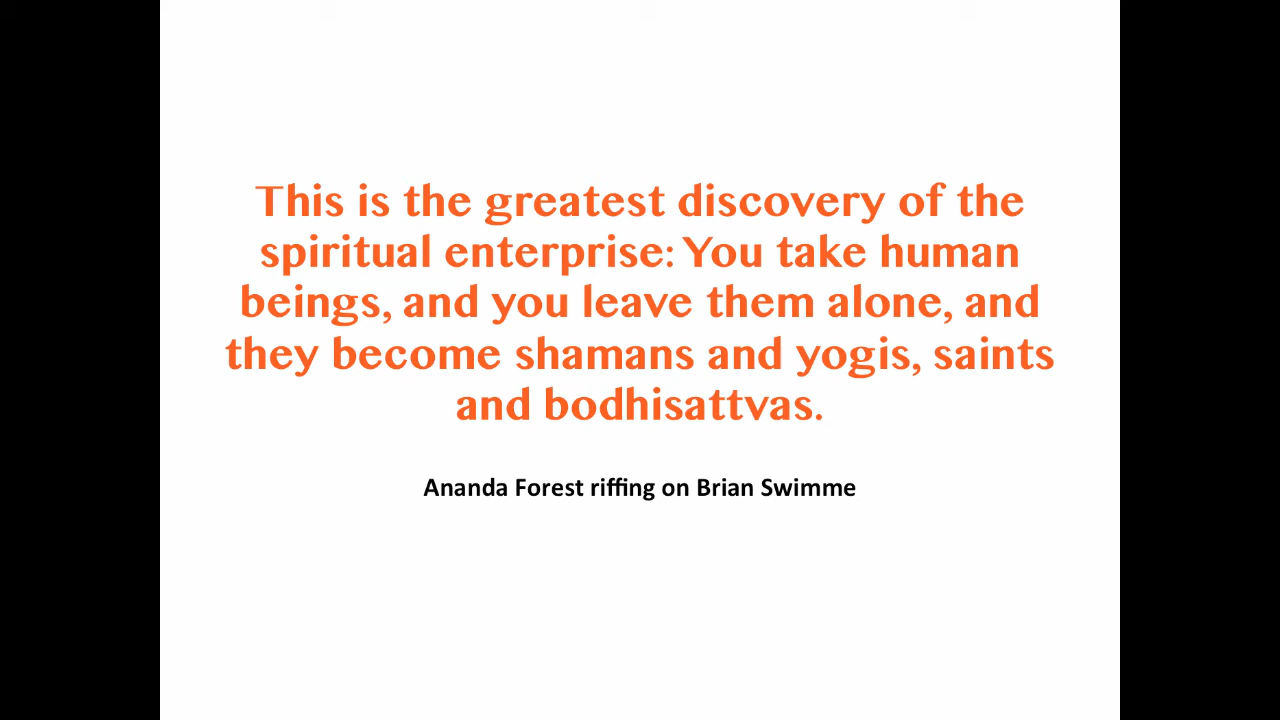 This is the greatest discovery of the
spiritual enterprise: You take human
beings, and you leave them alone, and
they become shamans and yogis, saints
and bodhisattvas.
Ananda Forest riffing on Brian Swimme